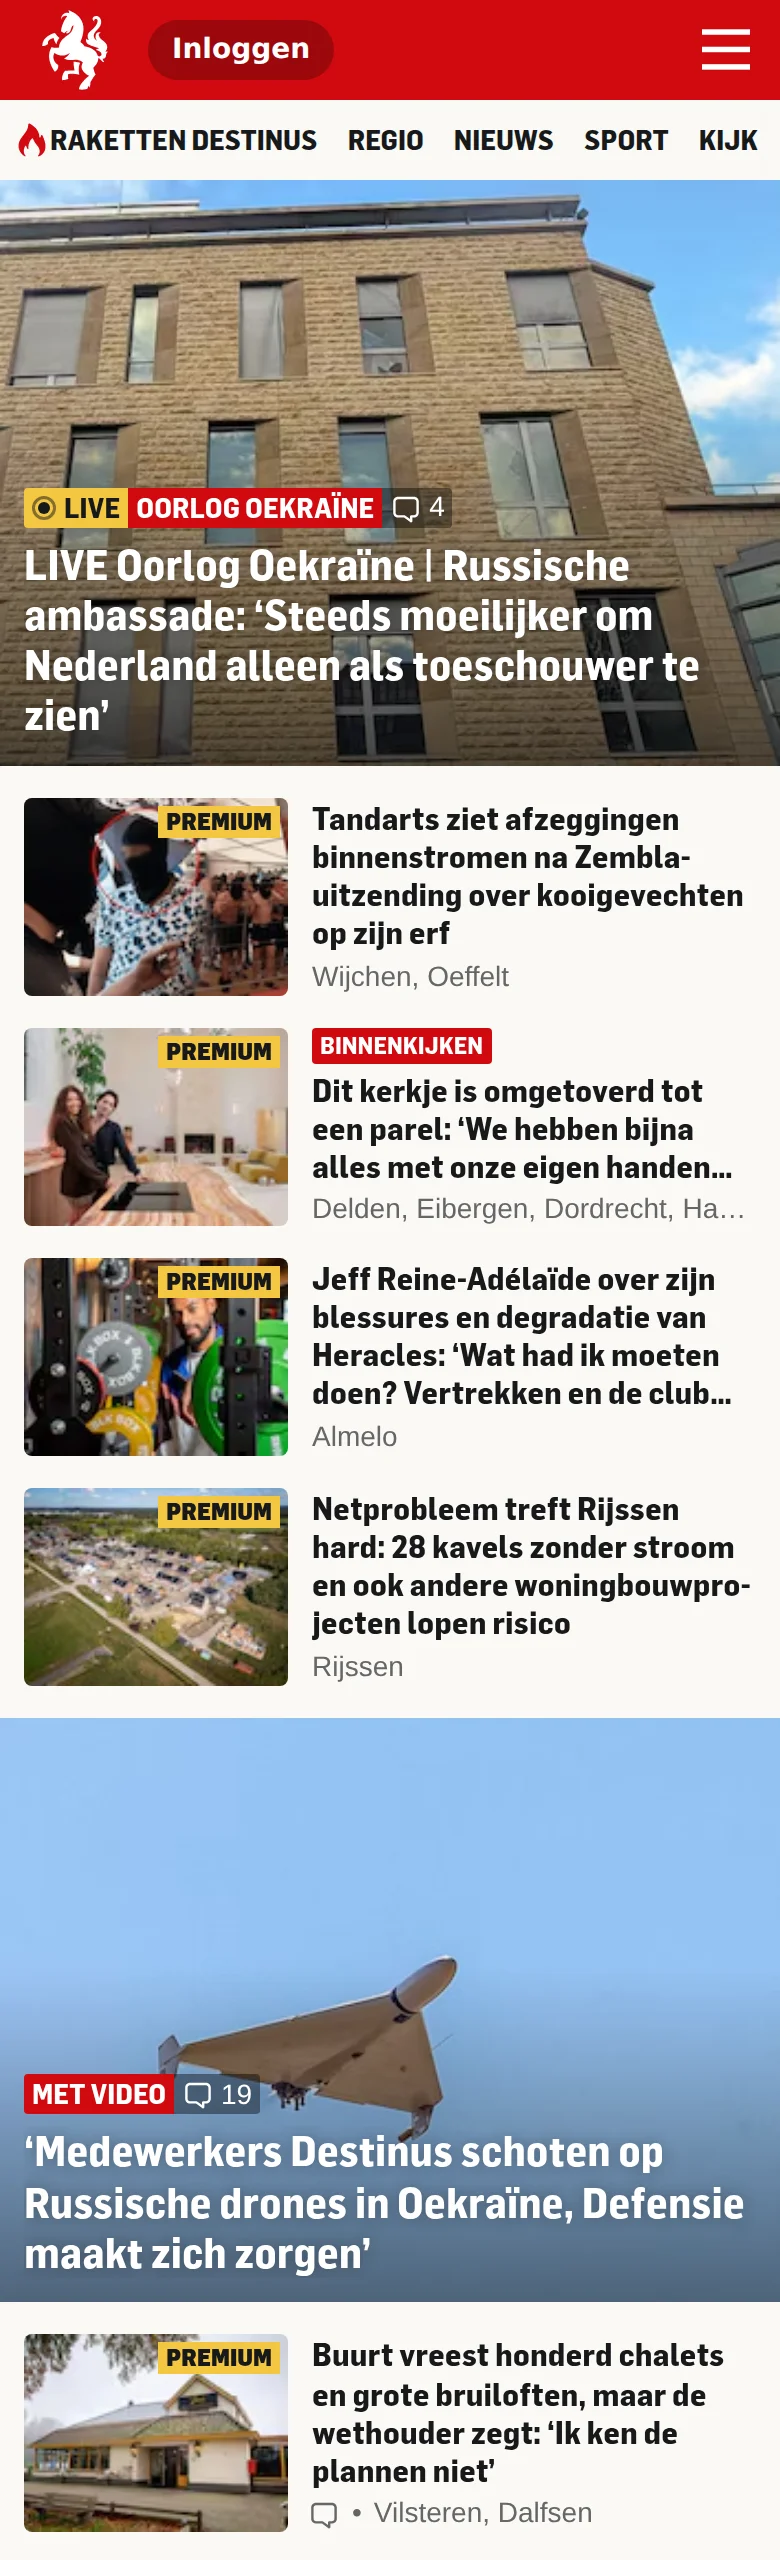 Inloggen
RAKETTEN DESTINUS REGIO NIEUWS SPORT KIJK
LIVE OORLOG OEKRAÏNE 4
LIVE Oorlog Oekraïne | Russische
ambassade: ‘Steeds moeilijker om
Nederland alleen als toeschouwer te
zien’
PREMIUM
Tandarts ziet afzeggingen
binnenstromen na Zembla-
uitzending over kooigevechten
op zijn erf
Wijchen, Oeffelt
PREMIUM
BINNENKIJKEN
Dit kerkje is omgetoverd tot
een parel: ‘We hebben bijna
alles met onze eigen handen...
Delden, Eibergen, Dordrecht, Ha...
PREMIUM
Jeff Reine-Adélaïde over zijn
blessures en degradatie van
Heracles: ‘Wat had ik moeten
doen? Vertrekken en de club...
Almelo
PREMIUM
Netprobleem treft Rijssen
hard: 28 kavels zonder stroom
en ook andere woningbouwpro-
jecten lopen risico
Rijssen
MET VIDEO 19
‘Medewerkers Destinus schoten op
Russische drones in Oekraïne, Defensie
maakt zich zorgen’
PREMIUM
Buurt vreest honderd chalets
en grote bruiloften, maar de
wethouder zegt: ‘Ik ken de
plannen niet’
• Vilsteren, Dalfsen